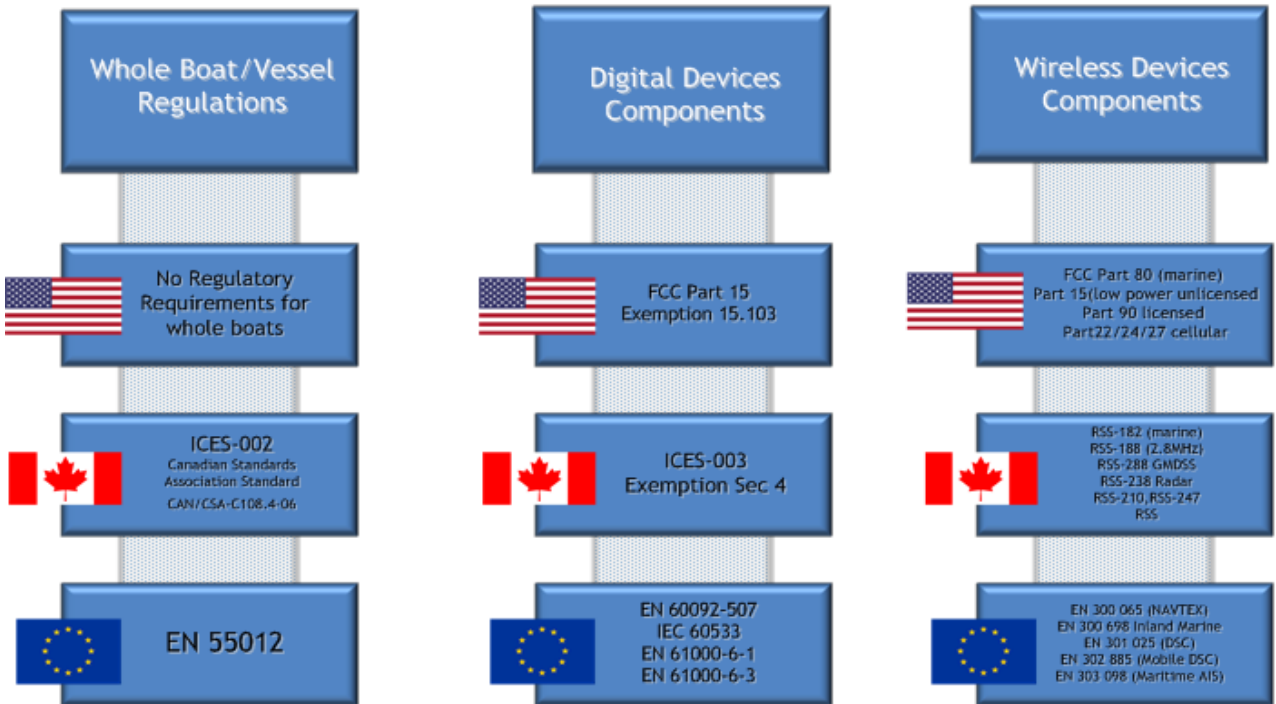 Whole Boat/Vessel
Regulations
No Regulatory
Requirements for
whole boats
ICES-002
Canadian Standards
Association Standard
CAN/CSA-C108.4-06
EN 55012
Digital Devices
Components
FCC Part 15
Exemption 15.103
ICES-003
Exemption Sec 4
EN 60092-507
IEC 60533
EN 61000-6-1
EN 61000-6-3
Wireless Devices
Components
FCC Part 80 (marine)
Part 15(low power unlicensed
Part 90 licensed
Part22/24/27 cellular
RSS-182 (marine)
RSS-188 (2.8MHz)
RSS-288 GMDSS
RSS-238 Radar
RSS-210,RSS-247
RSS
EN 300 065 (NAVTEX)
EN 300 698 Inland Marine
EN 301 025 (DSC)
EN 302 885 (Mobile DSC)
EN 303 098 (Maritime AIS)